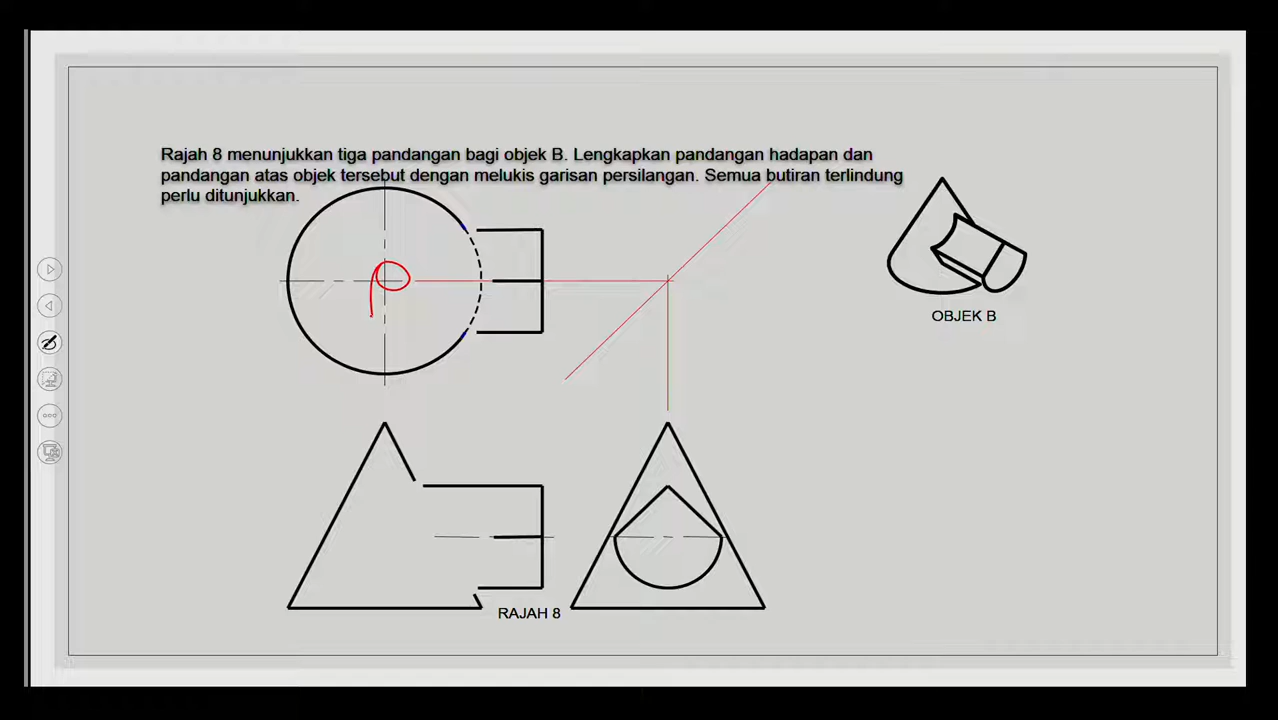 Rajah 8 menunjukkan tiga pandangan bagi objek B. Lengkapkan pandangan hadapan dan
pandangan atas objek tersebut dengan melukis garisan persilangan. Semua butiran terlindung
perlu ditunjukkan.
OBJEK B
RAJAH 8